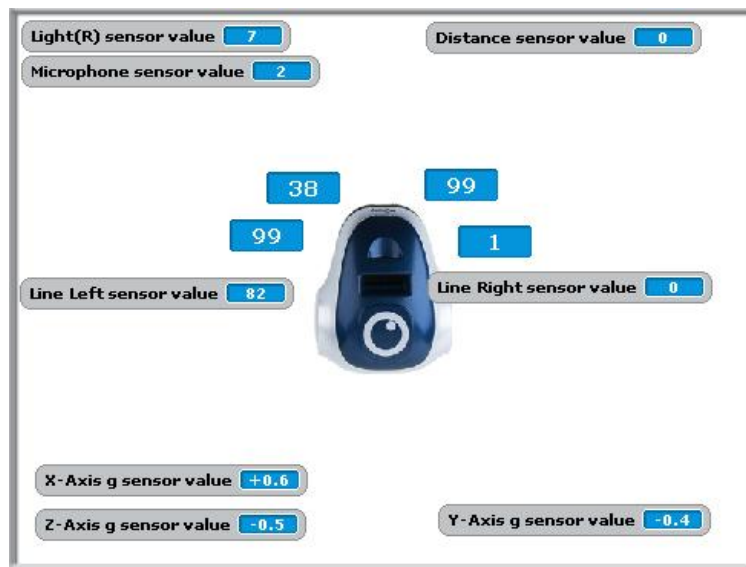 Light(R) sensor value 7
Distance sensor value 0
Microphone sensor value 2
38
99
99
1
Line Left sensor value 82
Line Right sensor value 0
X-Axis g sensor value +0.6
Z-Axis g sensor value -0.5
Y-Axis g sensor value -0.4